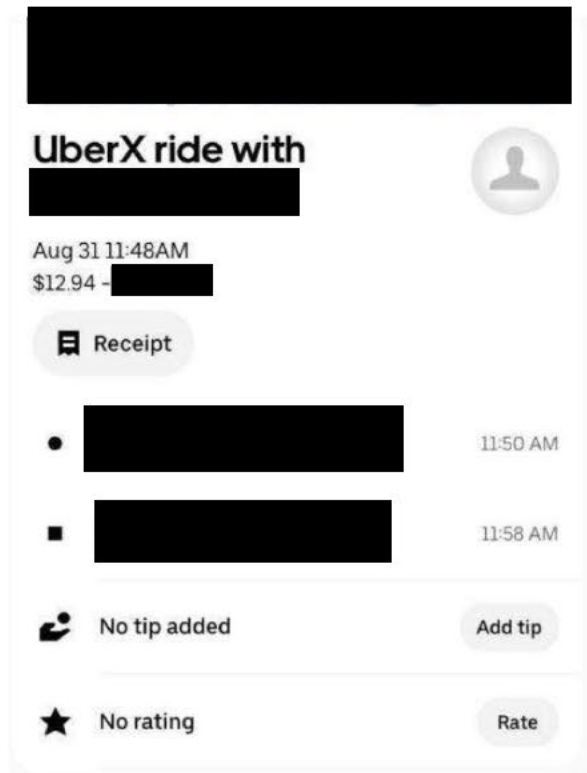 UberX ride with
Aug 31 11:48AM
$12.94 -
Receipt
11:50 AM
11:58 AM
No tip added
Add tip
No rating
Rate